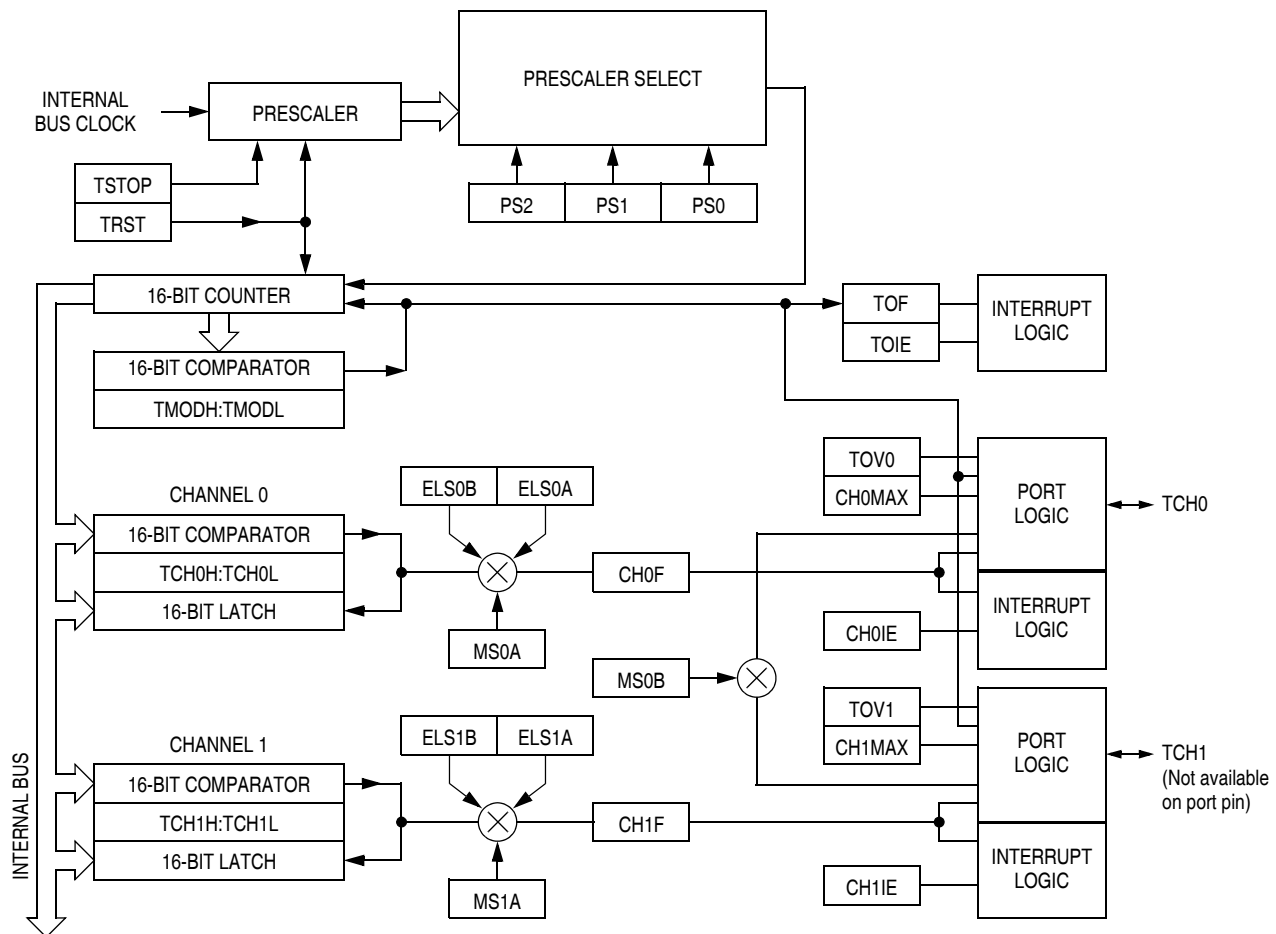 PRESCALER SELECT
INTERNAL
BUS CLOCK
PRESCALER
TSTOP
TRST
PS2
PS1
PS0
16-BIT COUNTER
16-BIT COMPARATOR
TMODH:TMODL
TOF
TOIE
INTERRUPT
LOGIC
CHANNEL 0
16-BIT COMPARATOR
TCH0H:TCH0L
16-BIT LATCH
ELS0B
ELS0A
MS0A
CH0F
TOV0
CH0MAX
PORT
LOGIC
TCH0
CH0IE
INTERRUPT
LOGIC
MS0B
CHANNEL 1
16-BIT COMPARATOR
TCH1H:TCH1L
16-BIT LATCH
ELS1B
ELS1A
MS1A
CH1F
TOV1
CH1MAX
PORT
LOGIC
TCH1
(Not available
on port pin)
CH1IE
INTERRUPT
LOGIC
INTERNAL BUS